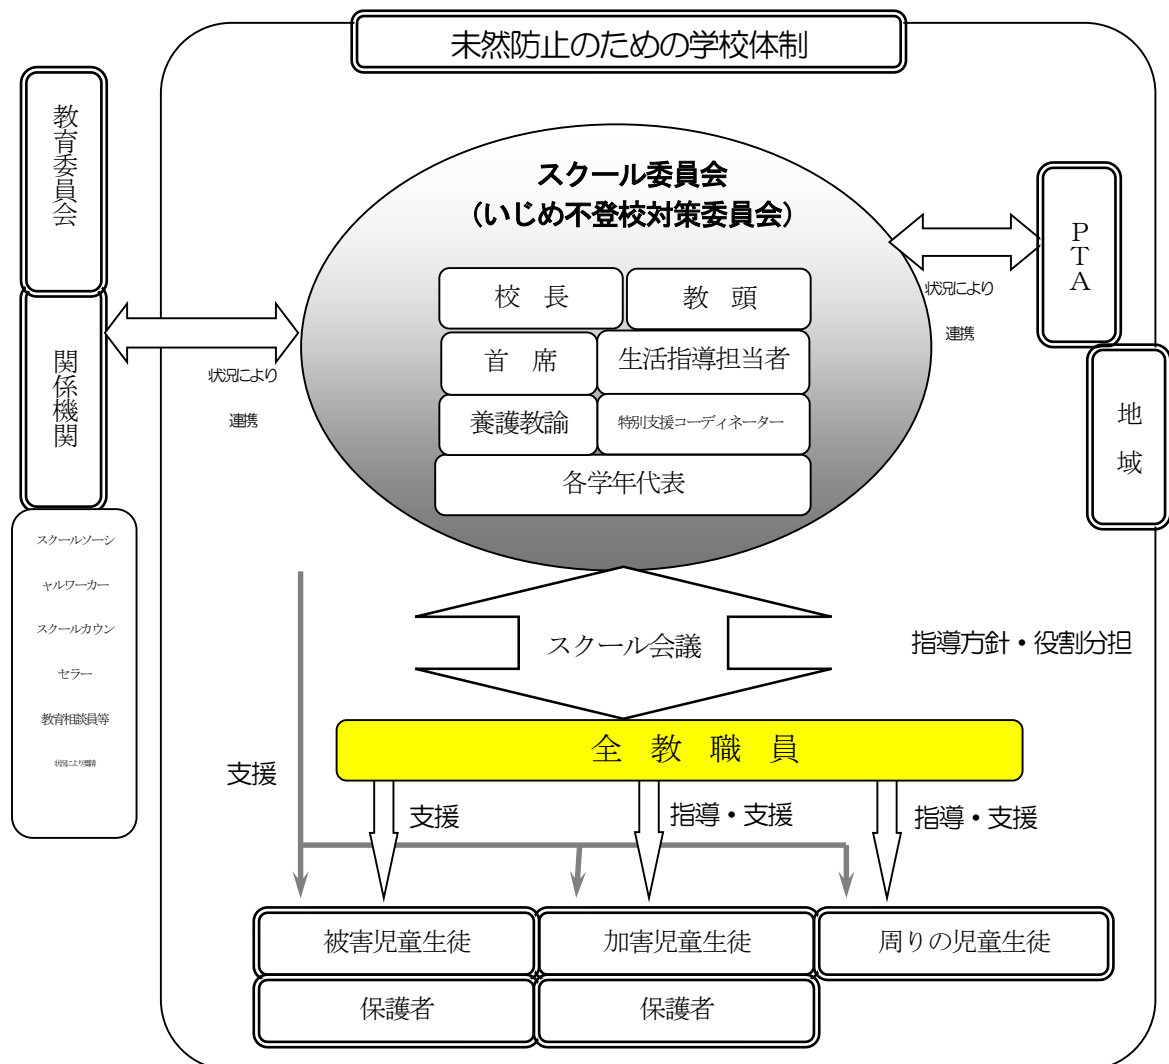 未然防止のための学校体制
教育委員会
関係機関
スクールソーシ
ャルワーカー
スクールカウン
セラー
教育相談員等
状況により要請
スクール委員会
(いじめ不登校対策委員会)
校 長
教 頭
首 席
生活指導担当者
養護教諭
特別支援コーディネーター
各学年代表
状況により
連携
状況により
連携
PTA
地 域
スクール会議
指導方針・役割分担
全 教 職 員
支援
支援
指導・支援
指導・支援
被害児童生徒
加害児童生徒
周りの児童生徒
保護者
保護者